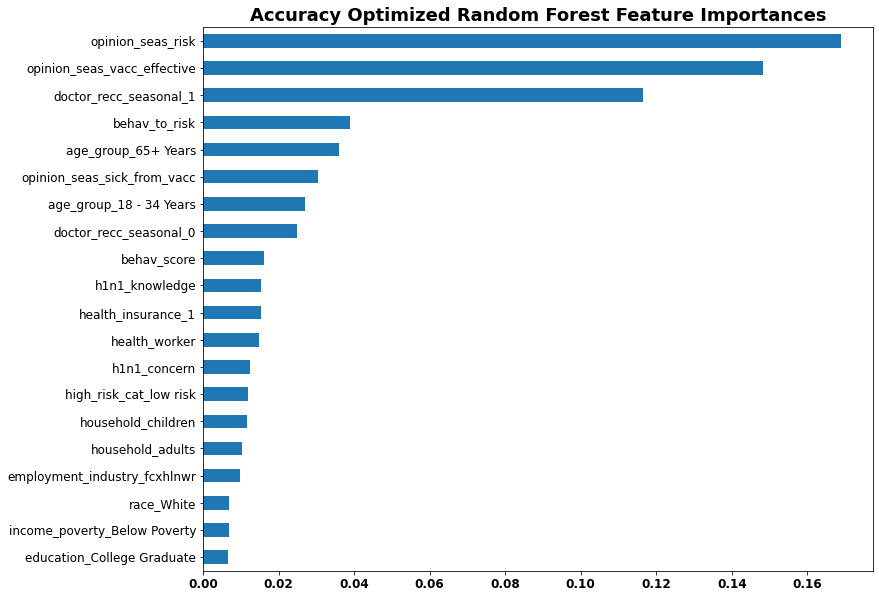 Accuracy Optimized Random Forest Feature Importances
opinion_seas_risk
opinion_seas_vacc_effective
doctor_recc_seasonal_1
behav_to_risk
age_group_65+ Years
opinion_seas_sick_from_vacc
age_group_18 - 34 Years
doctor_recc_seasonal_0
behav_score
h1n1_knowledge
health_insurance_1
health_worker
h1n1_concern
high_risk_cat_low risk
household_children
household_adults
employment_industry_fcxhlnwr
race_White
income_poverty_Below Poverty
education_College Graduate
0.00 0.02 0.04 0.06 0.08 0.10 0.12 0.14 0.16